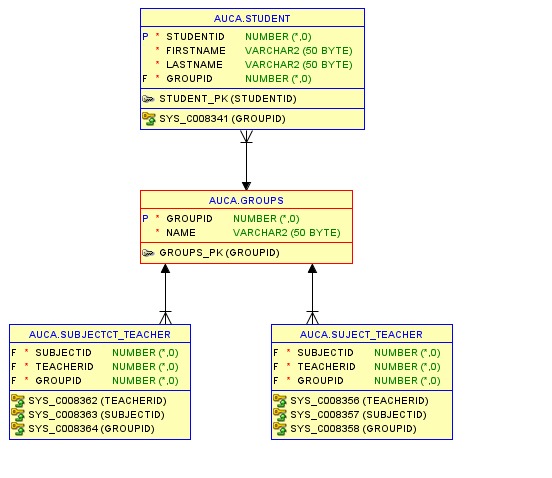 AUCA.STUDENT
P * STUDENTID NUMBER (*,0)
* FIRSTNAME VARCHAR2 (50 BYTE)
* LASTNAME VARCHAR2 (50 BYTE)
F * GROUPID NUMBER (*,0)
STUDENT_PK (STUDENTID)
SYS_C008341 (GROUPID)
AUCA.GROUPS
P * GROUPID NUMBER (*,0)
* NAME VARCHAR2 (50 BYTE)
GROUPS_PK (GROUPID)
AUCA.SUBJECTCT_TEACHER
F * SUBJECTID NUMBER (*,0)
F * TEACHERID NUMBER (*,0)
F * GROUPID NUMBER (*,0)
SYS_C008362 (TEACHERID)
SYS_C008363 (SUBJECTID)
SYS_C008364 (GROUPID)
AUCA.SUJECT_TEACHER
F * SUBJECTID NUMBER (*,0)
F * TEACHERID NUMBER (*,0)
F * GROUPID NUMBER (*,0)
SYS_C008356 (TEACHERID)
SYS_C008357 (SUBJECTID)
SYS_C008358 (GROUPID)